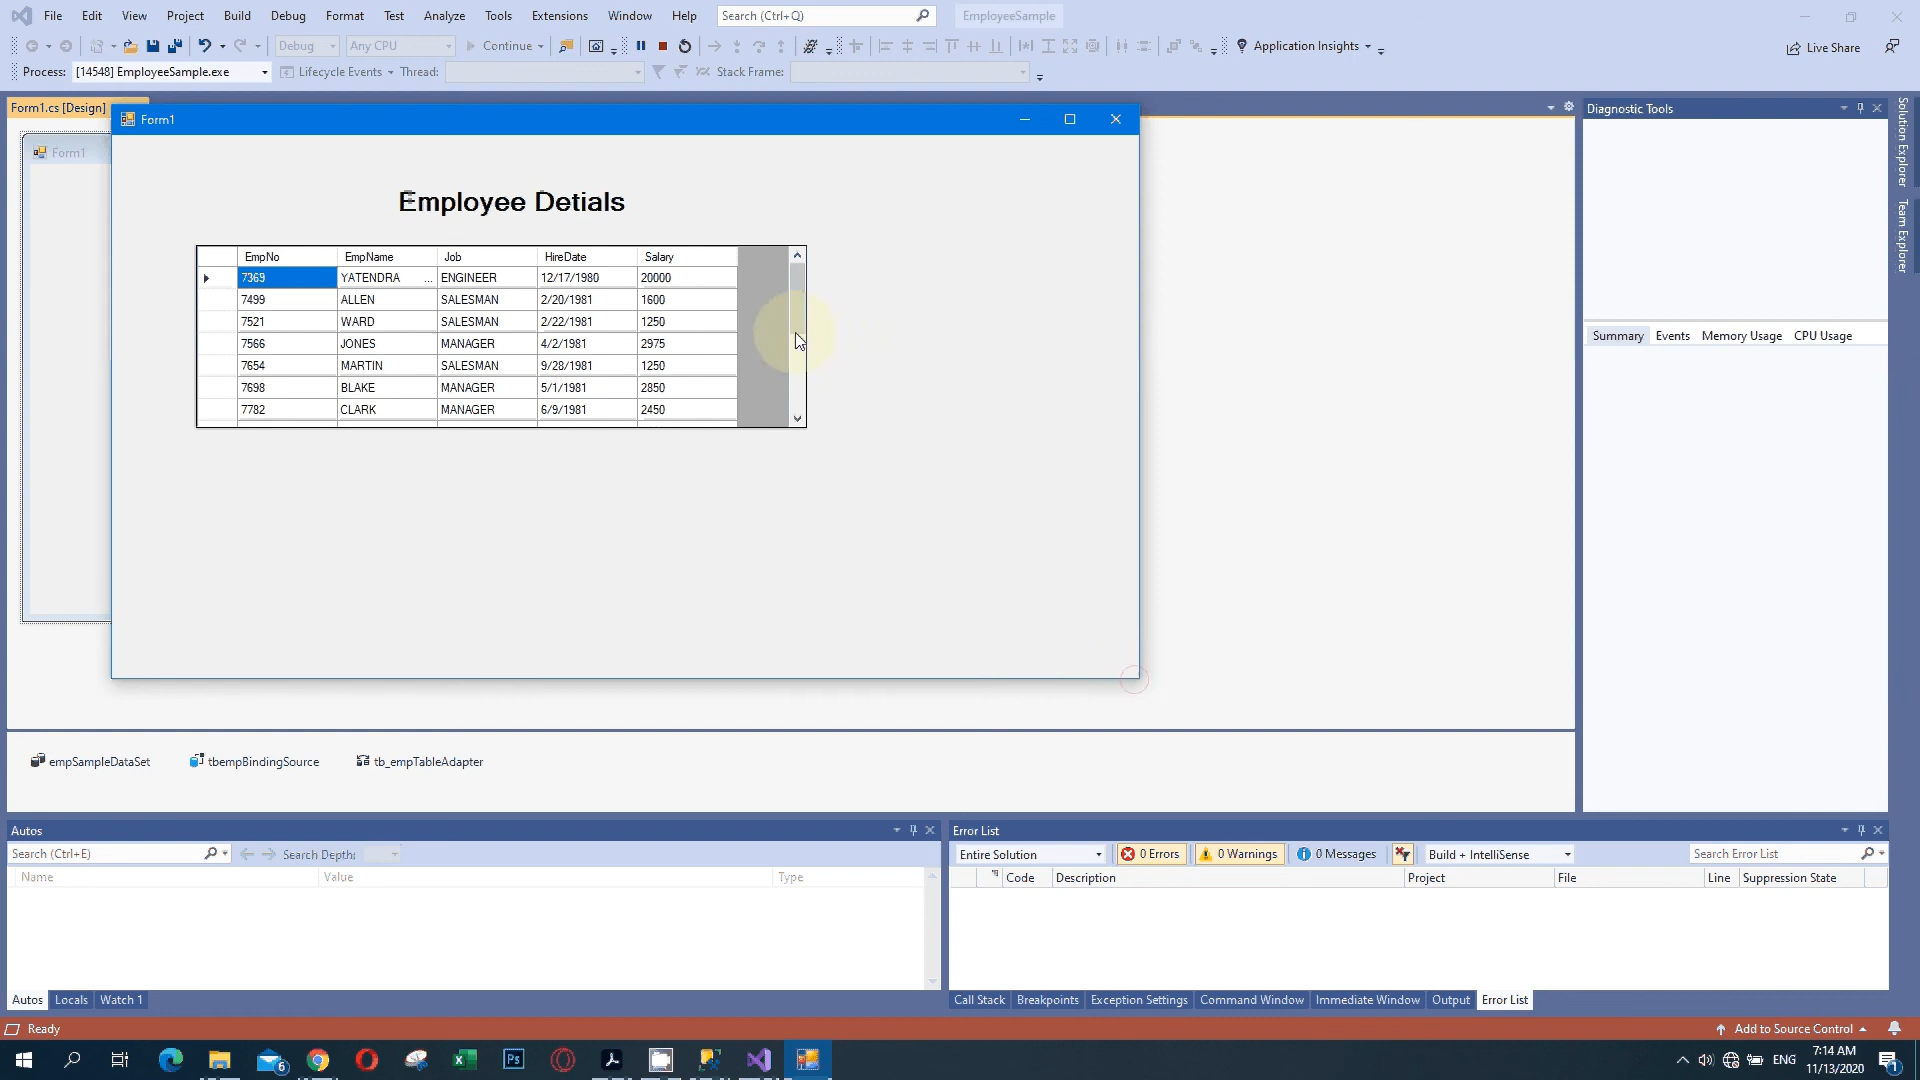 File Edit View Project Build Debug Format Test Analyze Tools Extensions Window Help Search (Ctrl+Q) EmployeeSample
Debug Any CPU Continue Application Insights Live Share
Process: [14548] EmployeeSample.exe Lifecycle Events Thread: Stack Frame:
Form1.cs [Design]
Form1
Form1
Employee Detials
EmpNo EmpName Job HireDate Salary
7369 YATENDRA ... ENGINEER 12/17/1980 20000
7499 ALLEN SALESMAN 2/20/1981 1600
7521 WARD SALESMAN 2/22/1981 1250
7566 JONES MANAGER 4/2/1981 2975
7654 MARTIN SALESMAN 9/28/1981 1250
7698 BLAKE MANAGER 5/1/1981 2850
7782 CLARK MANAGER 6/9/1981 2450
empSampleDataSet tbempBindingSource tb_empTableAdapter
Diagnostic Tools
Summary Events Memory Usage CPU Usage
Solution Explorer
Team Explorer
Autos
Search (Ctrl+E) Search Depth:
Name Value Type
Autos Locals Watch 1
Error List
Entire Solution 0 Errors 0 Warnings 0 Messages Build + IntelliSense Search Error List
Code Description Project File Line Suppression State
Call Stack Breakpoints Exception Settings Command Window Immediate Window Output Error List
Ready Add to Source Control
6 Ps ENG 7:14 AM
11/13/2020 1